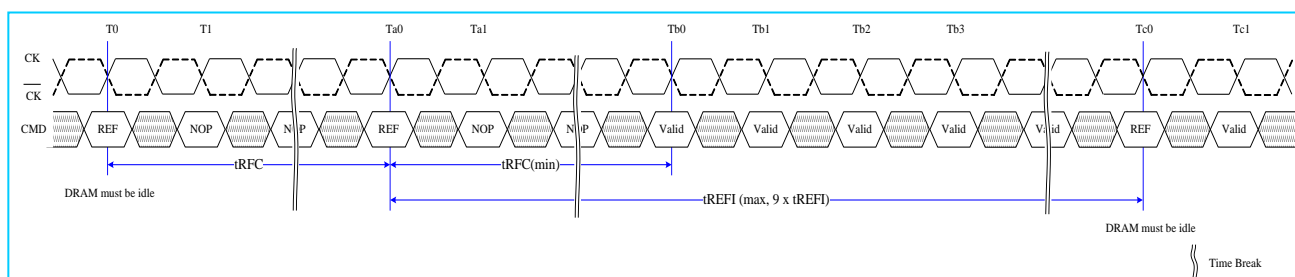 T0 T1 Ta0 Ta1 Tb0 Tb1 Tb2 Tb3 Tc0 Tc1
CK
CK
CMD REF NOP NOP REF NOP NOP Valid Valid Valid Valid Valid REF Valid
tRFC tRFC(min)
DRAM must be idle
tREFI (max, 9 x tREFI)
DRAM must be idle
Time Break